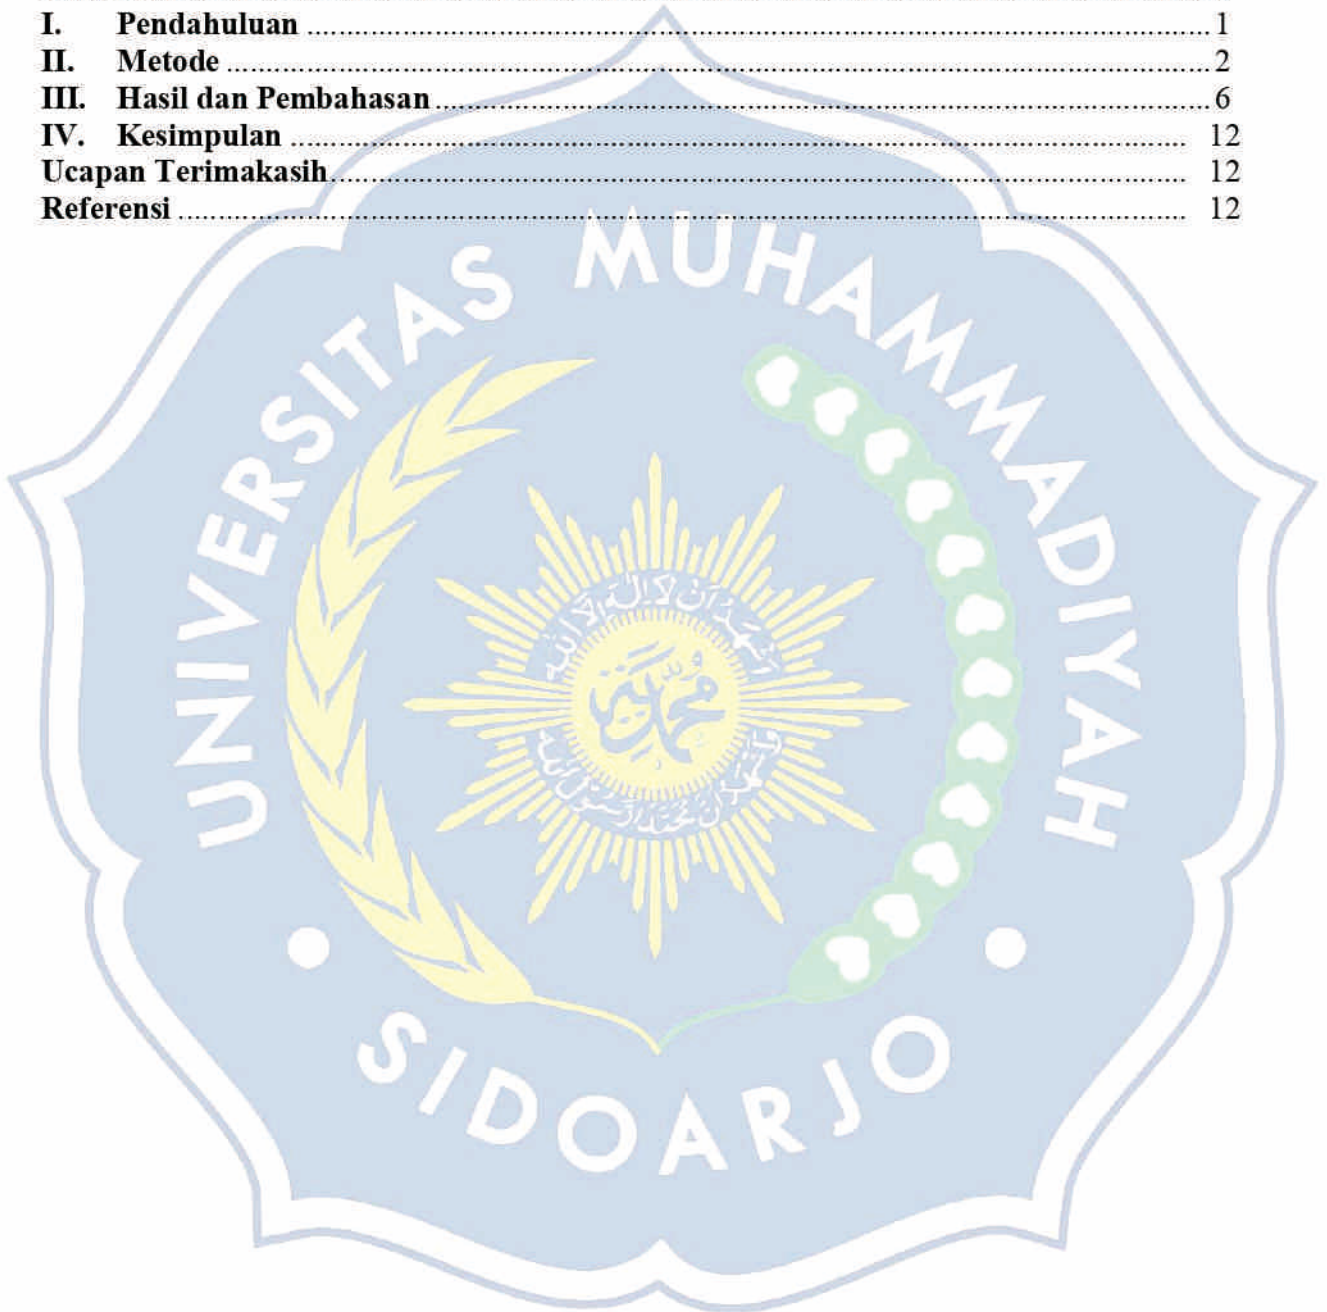 I. Pendahuluan ........................................ 1
II. Metode ........................................ 2
III. Hasil dan Pembahasan ........................................ 6
IV. Kesimpulan ........................................ 12
Ucapan Terimakasih ........................................ 12
Referensi ........................................ 12
UNIVERSITAS MUHAMMADIYAH
SIDOARJO
محمد